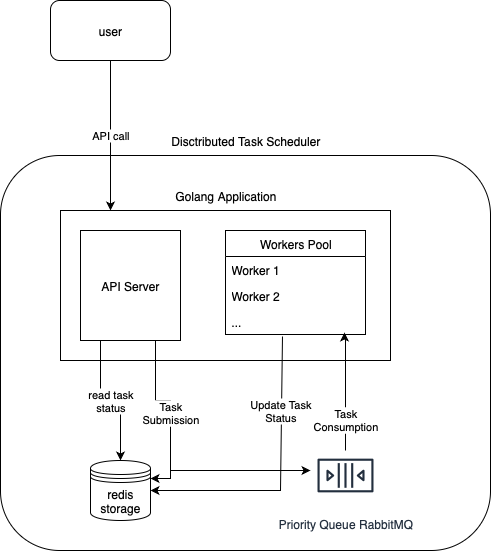 user
API call
Disctributed Task Scheduler
Golang Application
API Server
Workers Pool
Worker 1
Worker 2
...
read task
status
Task
Submission
Update Task
Status
Task
Consumption
redis
storage
Priority Queue RabbitMQ